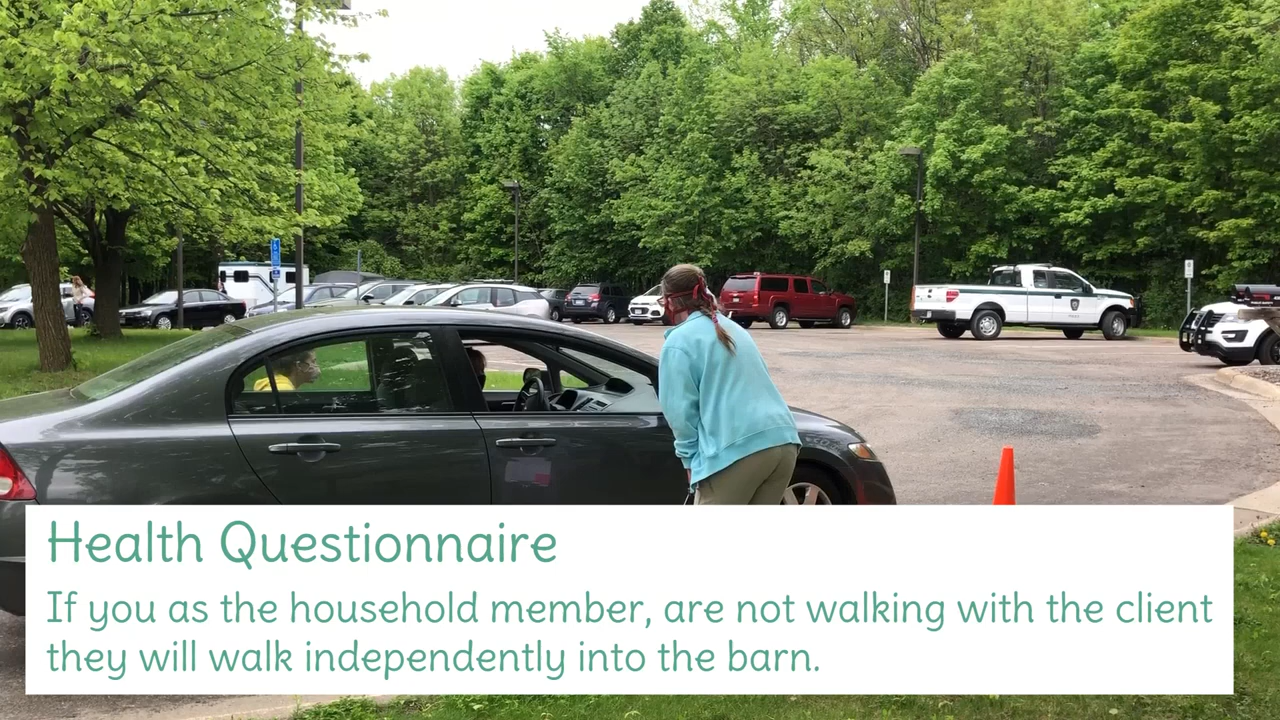 Health Questionnaire
If you as the household member, are not walking with the client
they will walk independently into the barn.